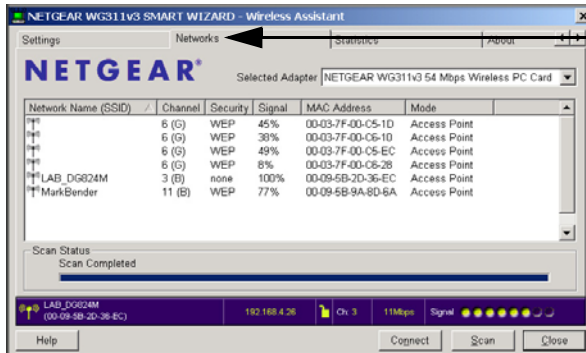 NETGEAR WG311v3 SMART WIZARD - Wireless Assistant
Settings Networks Statistics About
NETGEAR®
Selected Adapter NETGEAR WG311v3 54 Mbps Wireless PC Card
Network Name (SSID) Channel Security Signal MAC Address Mode
6 (G) WEP 45% 00-03-7F-00-C5-1D Access Point
6 (G) WEP 38% 00-03-7F-00-C6-10 Access Point
6 (G) WEP 49% 00-03-7F-00-C5-EC Access Point
6 (G) WEP 8% 00-03-7F-00-C6-28 Access Point
LAB_DG824M 3 (B) none 100% 00-09-5B-2D-36-EC Access Point
MarkBender 11 (B) WEP 77% 00-09-5B-9A-8D-6A Access Point
Scan Status
Scan Completed
LAB_DG824M
(00-09-5B-2D-36-EC) 192.168.4.26 Ch: 3 11Mbps Signal
Help Connect Scan Close